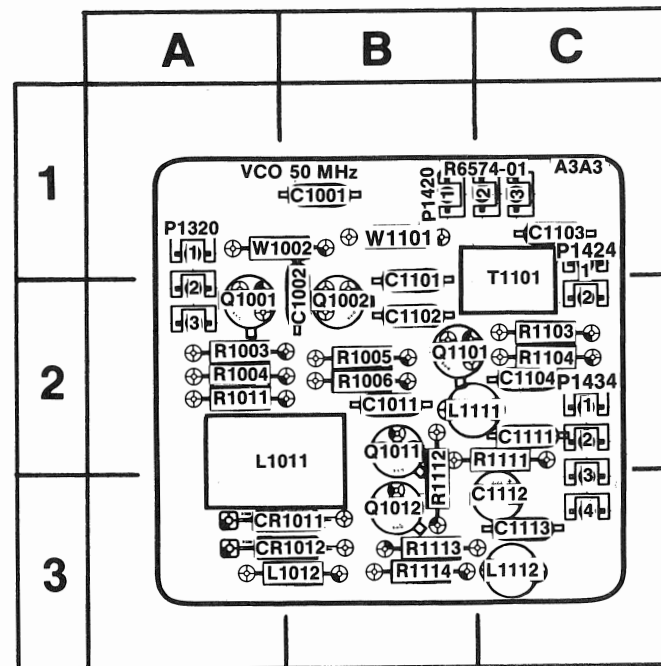 A B C
1
VCO 50 MHz R6574-01 A3A3
C1001 P1420 (1) (2) (3)
P1320 C1103
(1) W1002 W1101 P1424
C1101 T1101 1
(2) Q1001 C1002 Q1002 (2)
(3) C1102
R1103
2
R1003 R1005 Q1101 R1104
R1004 R1006 C1104 P1434
R1011 C1011 L1111 (1)
C1111 (2)
L1011 Q1011 R1112 R1111 (3)
C1112
CR1011 Q1012 C1113 (4)
3
CR1012 R1113
L1012 R1114 L1112